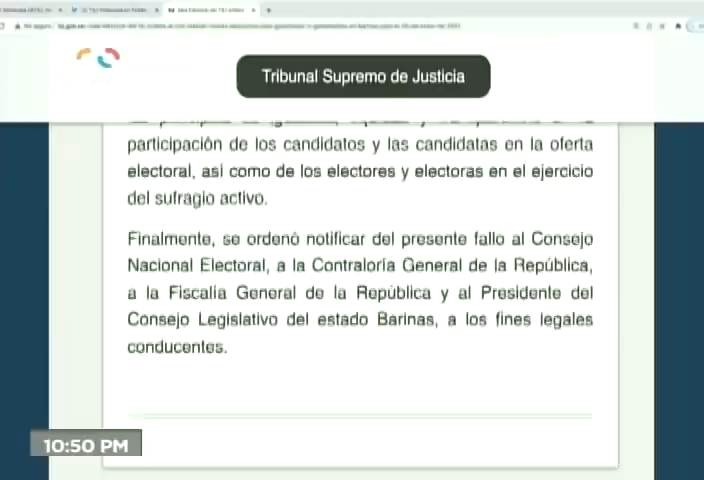 Tribunal Supremo de Justicia
participación de los candidatos y las candidatas en la oferta
electoral, así como de los electores y electoras en el ejercicio
del sufragio activo.
Finalmente, se ordenó notificar del presente fallo al Consejo
Nacional Electoral, a la Contraloría General de la República,
a la Fiscalía General de la República y al Presidente del
Consejo Legislativo del estado Barinas, a los fines legales
conducentes.
10:50 PM